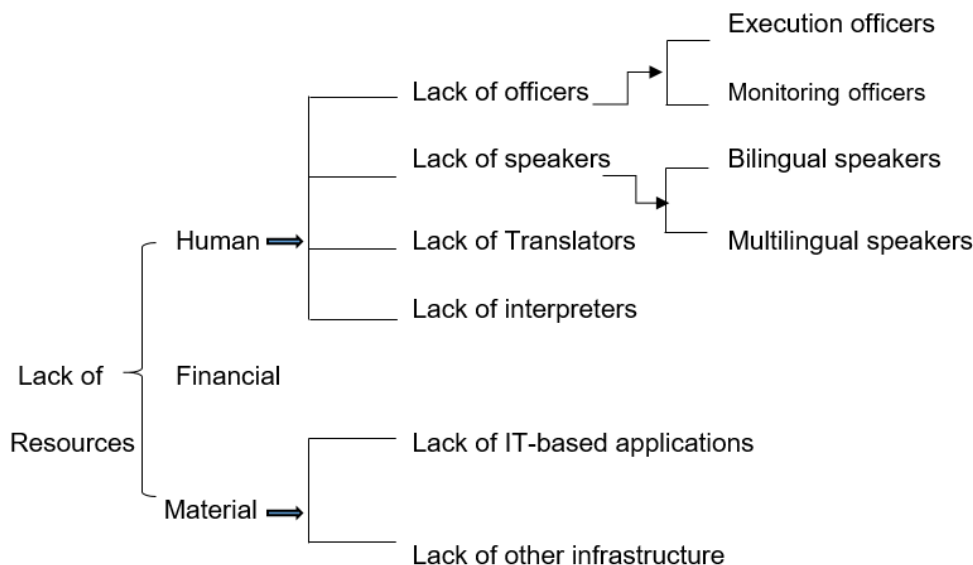 Execution officers
Lack of officers
Monitoring officers
Lack of speakers
Bilingual speakers
Human
Lack of Translators
Multilingual speakers
Lack of interpreters
Lack of
Financial
Resources
Lack of IT-based applications
Material
Lack of other infrastructure